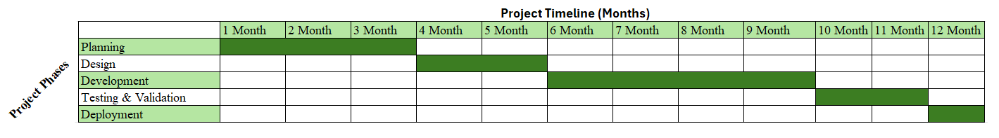 Project Timeline (Months)
1 Month 2 Month 3 Month 4 Month 5 Month 6 Month 7 Month 8 Month 9 Month 10 Month 11 Month 12 Month
Project Phases
Planning
Design
Development
Testing & Validation
Deployment